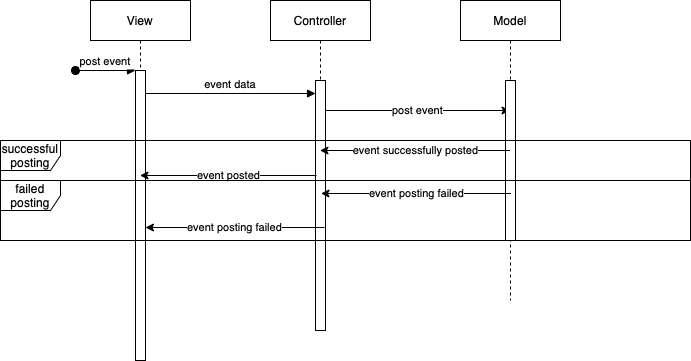 View
Controller
Model
post event
event data
post event
successful
posting
event successfully posted
event posted
failed
posting
event posting failed
event posting failed